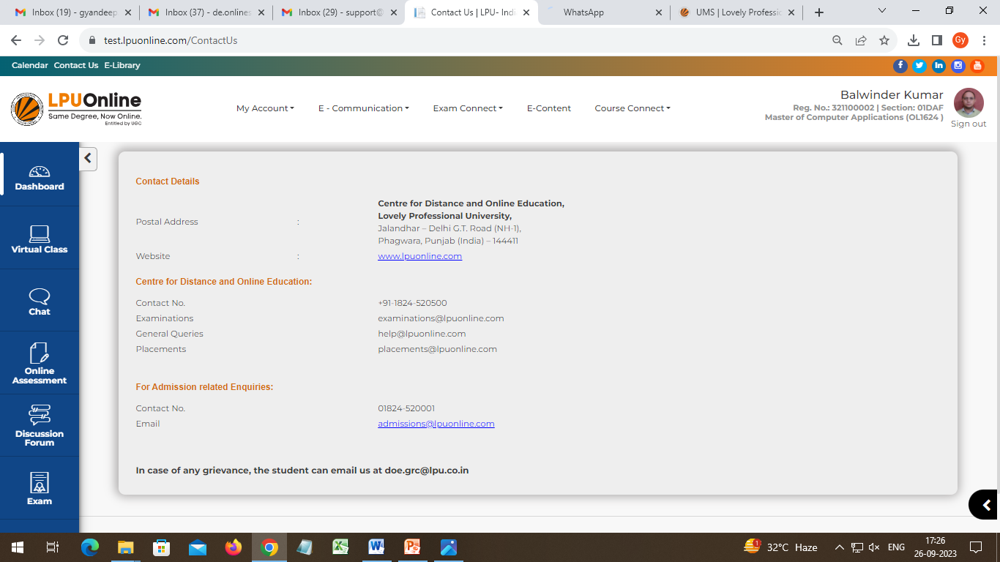 Inbox (19) - gyandeep
Inbox (37) - de.onlines
Inbox (29) - support@
Contact Us | LPU- Indi
WhatsApp
UMS | Lovely Professio
test.lpuonline.com/ContactUs
Gy
Calendar Contact Us E-Library
LPUOnline
Same Degree, Now Online.
Entitled by UGC
My Account
E - Communication
Exam Connect
E-Content
Course Connect
Balwinder Kumar
Reg. No.: 321100002 | Section: 01DAF
Master of Computer Applications (OL1624 )
Sign out
Dashboard
Virtual Class
Chat
Online
Assessment
Discussion
Forum
Exam
Contact Details
Postal Address : Centre for Distance and Online Education,
Lovely Professional University,
Jalandhar – Delhi G.T. Road (NH-1),
Phagwara, Punjab (India) – 144411
Website : www.lpuonline.com
Centre for Distance and Online Education:
Contact No. +91-1824-520500
Examinations examinations@lpuonline.com
General Queries help@lpuonline.com
Placements placements@lpuonline.com
For Admission related Enquiries:
Contact No. 01824-520001
Email admissions@lpuonline.com
In case of any grievance, the student can email us at doe.grc@lpu.co.in
1
32°C Haze
ENG
17:26
26-09-2023